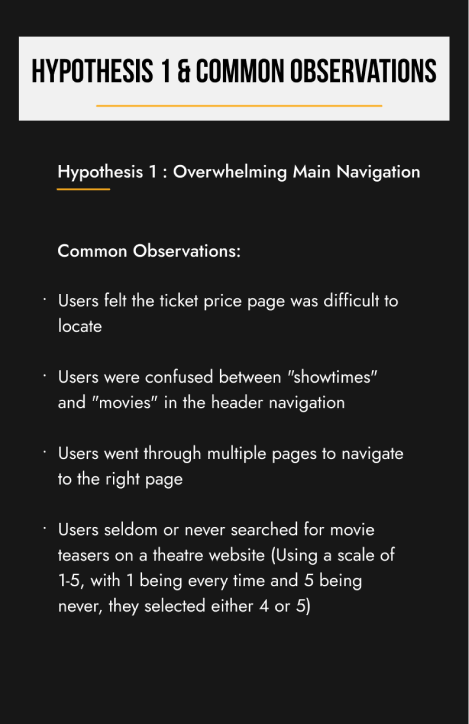 HYPOTHESIS 1 & COMMON OBSERVATIONS
Hypothesis 1 : Overwhelming Main Navigation
Common Observations:
· Users felt the ticket price page was difficult to
locate
· Users were confused between "showtimes"
and "movies" in the header navigation
· Users went through multiple pages to navigate
to the right page
· Users seldom or never searched for movie
teasers on a theatre website (Using a scale of
1-5, with 1 being every time and 5 being
never, they selected either 4 or 5)